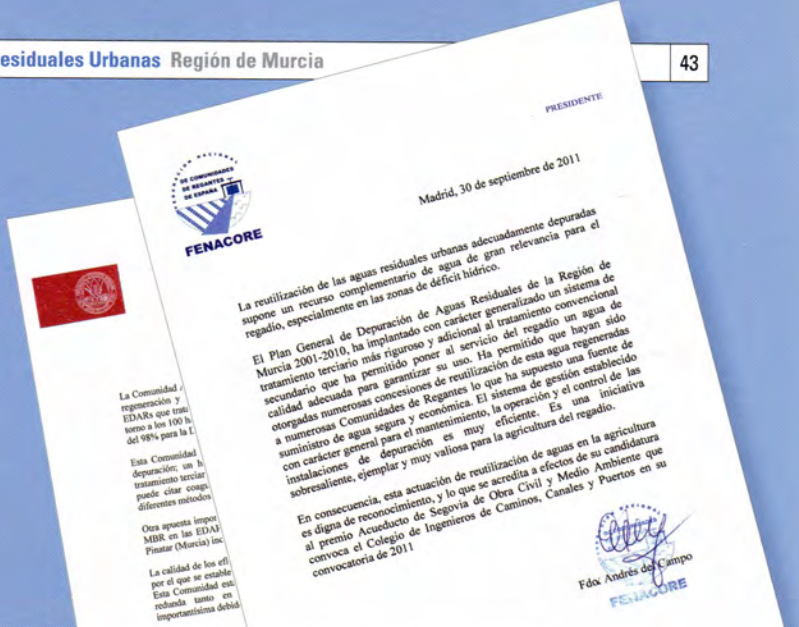 esiduales Urbanas Región de Murcia
43
PRESIDENTE
NACIONAL
DE COMUNIDADES
DE REGANTES
DE ESPAÑA
FENACORE
Madrid, 30 de septiembre de 2011
La reutilización de las aguas residuales urbanas adecuadamente depuradas
supone un recurso complementario de agua de gran relevancia para el
regadío, especialmente en las zonas de déficit hídrico.
El Plan General de Depuración de Aguas Residuales de la Región de
Murcia 2001-2010, ha implantado con carácter generalizado un sistema de
tratamiento terciario más riguroso y adicional al tratamiento convencional
secundario que ha permitido poner al servicio del regadío un agua de
calidad adecuada para garantizar su uso. Ha permitido que hayan sido
otorgadas numerosas concesiones de reutilización de esta agua regeneradas
a numerosas Comunidades de Regantes lo que ha supuesto una fuente de
suministro de agua segura y económica. El sistema de gestión establecido
con carácter general para el mantenimiento, la operación y el control de las
instalaciones de depuración es muy eficiente. Es una iniciativa
sobresaliente, ejemplar y muy valiosa para la agricultura del regadío.
En consecuencia, esta actuación de reutilización de aguas en la agricultura
es digna de reconocimiento, y lo que se acredita a efectos de su candidatura
al premio Acueducto de Segovia de Obra Civil y Medio Ambiente que
convoca el Colegio de Ingenieros de Caminos, Canales y Puertos en su
convocatoria de 2011
Fdo: Andrés del Campo
FENACORE
La Comunidad
regeneración y
EDARs que trat
torno a los 100 h
del 98% para la
Esta Comunidad
depuración; un h
tratamiento terciar
puede citar coagu
diferentes métodos
Otra apuesta impor
MBR en las EDAR
Pinatar (Murcia) inc
La calidad de los efl
por el que se estable
Esta Comunidad est
redunda tanto en
importantísima debid